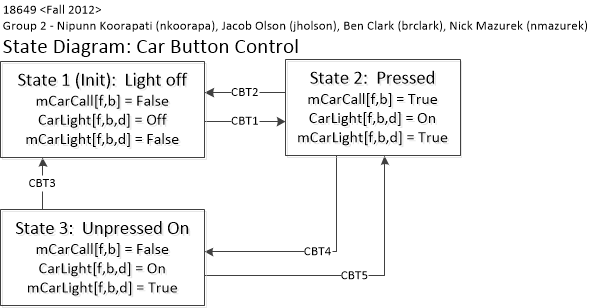 18649 <Fall 2012>
Group 2 - Nipunn Koorapati (nkoorapa), Jacob Olson (jholson), Ben Clark (brclark), Nick Mazurek (nmazurek)
State Diagram: Car Button Control
State 1 (Init): Light off
mCarCall[f,b] = False
CarLight[f,b,d] = Off
mCarLight[f,b,d] = False
CBT2
CBT1
State 2: Pressed
mCarCall[f,b] = True
CarLight[f,b,d] = On
mCarLight[f,b,d] = True
CBT3
State 3: Unpressed On
mCarCall[f,b] = False
CarLight[f,b,d] = On
mCarLight[f,b,d] = True
CBT4
CBT5